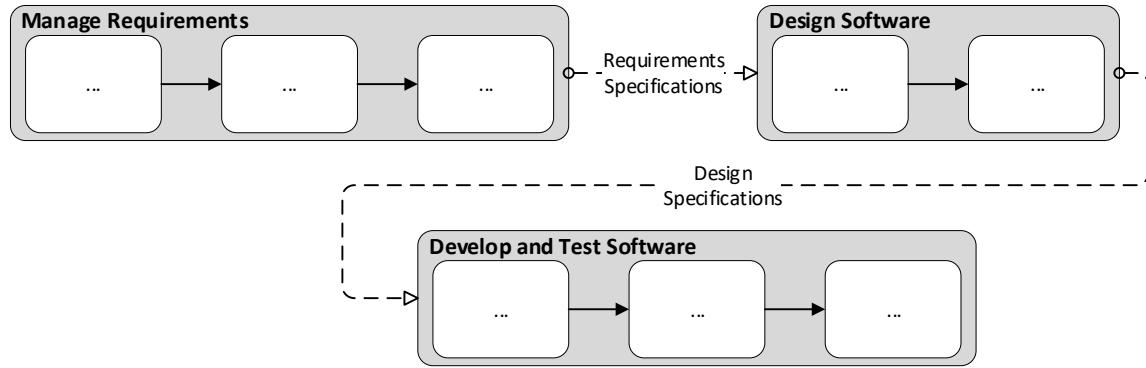 Manage Requirements
...
...
...
Requirements
Specifications
Design Software
...
...
Design
Specifications
Develop and Test Software
...
...
...